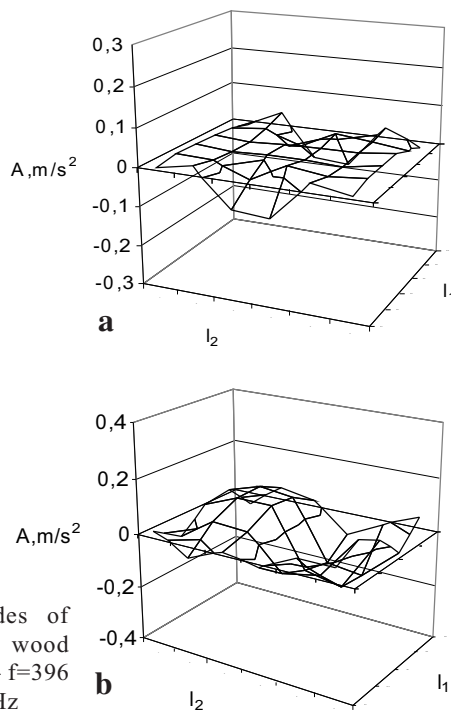 0,3
0,2
0,1
A,m/s²
0
-0,1
-0,2
-0,3
a
l₂
0,4
0,2
A,m/s²
0
-0,2
-0,4
des of
wood
f=396
b
l₂
l₁